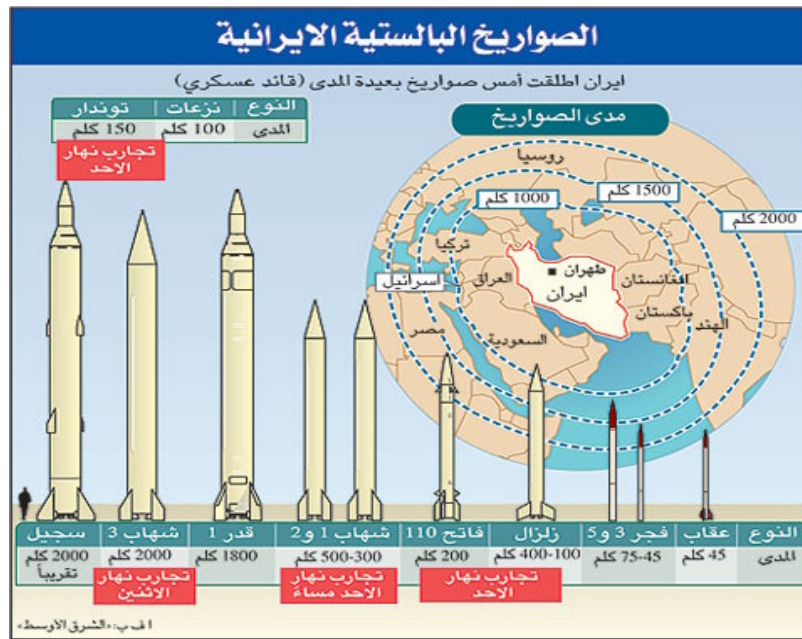 الصواريخ البالستية الايرانية
ايران اطلقت أمس صواريخ بعيدة المدى (قائد عسكري)
النوع نزعات توندار
المدى 100 كلم 150 كلم
تجارب نهار
الاحد
مدى الصواريخ
روسيا
1500 كلم
1000 كلم
2000 كلم
تركيا
طهران
افغانستان
العراق
اسرائيل
ايران
باكستان
الهند
مصر
السعودية
النوع عقاب فجر 3 و5 زلزال فاتح 110 شهاب 1 و2 قدر 1 شهاب 3 سجيل
المدى 45 كلم 45-75 كلم 100-400 كلم 200 كلم 300-500 كلم 1800 كلم 2000 كلم 2000 كلم
تقريباً
تجارب نهار
الاحد
تجارب نهار
الاحد مساءً
تجارب نهار
الاثنين
ا ف ب: «الشرق الاوسط»